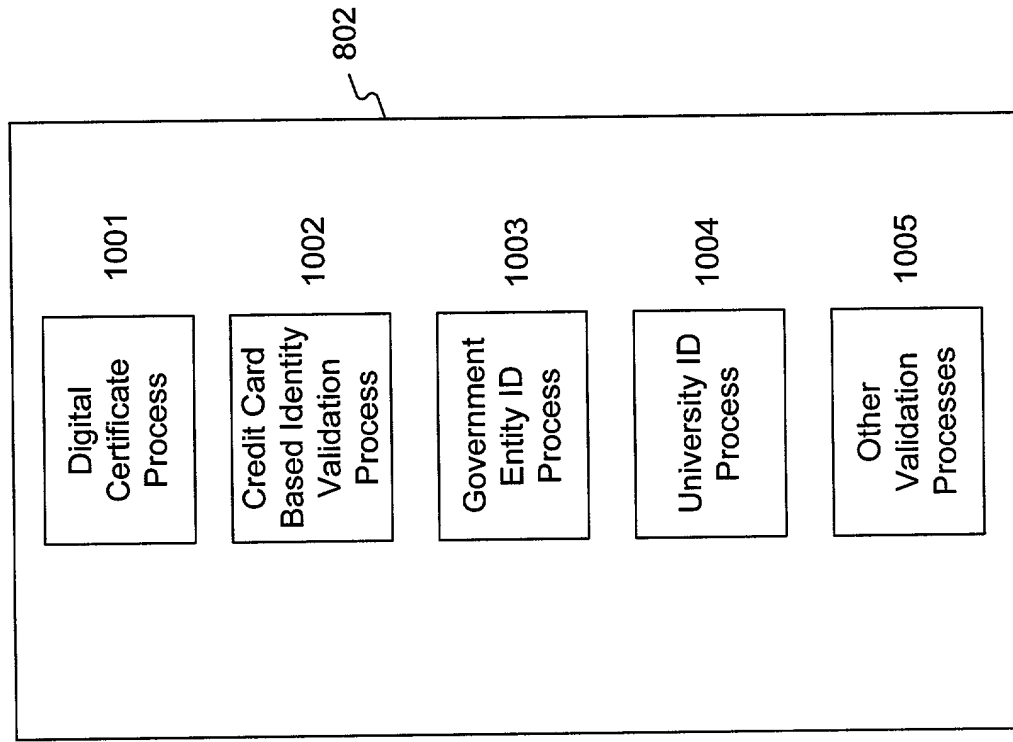 802
Digital
Certificate
Process
1001
Credit Card
Based Identity
Validation
Process
1002
Government
Entity ID
Process
1003
University ID
Process
1004
Other
Validation
Processes
1005